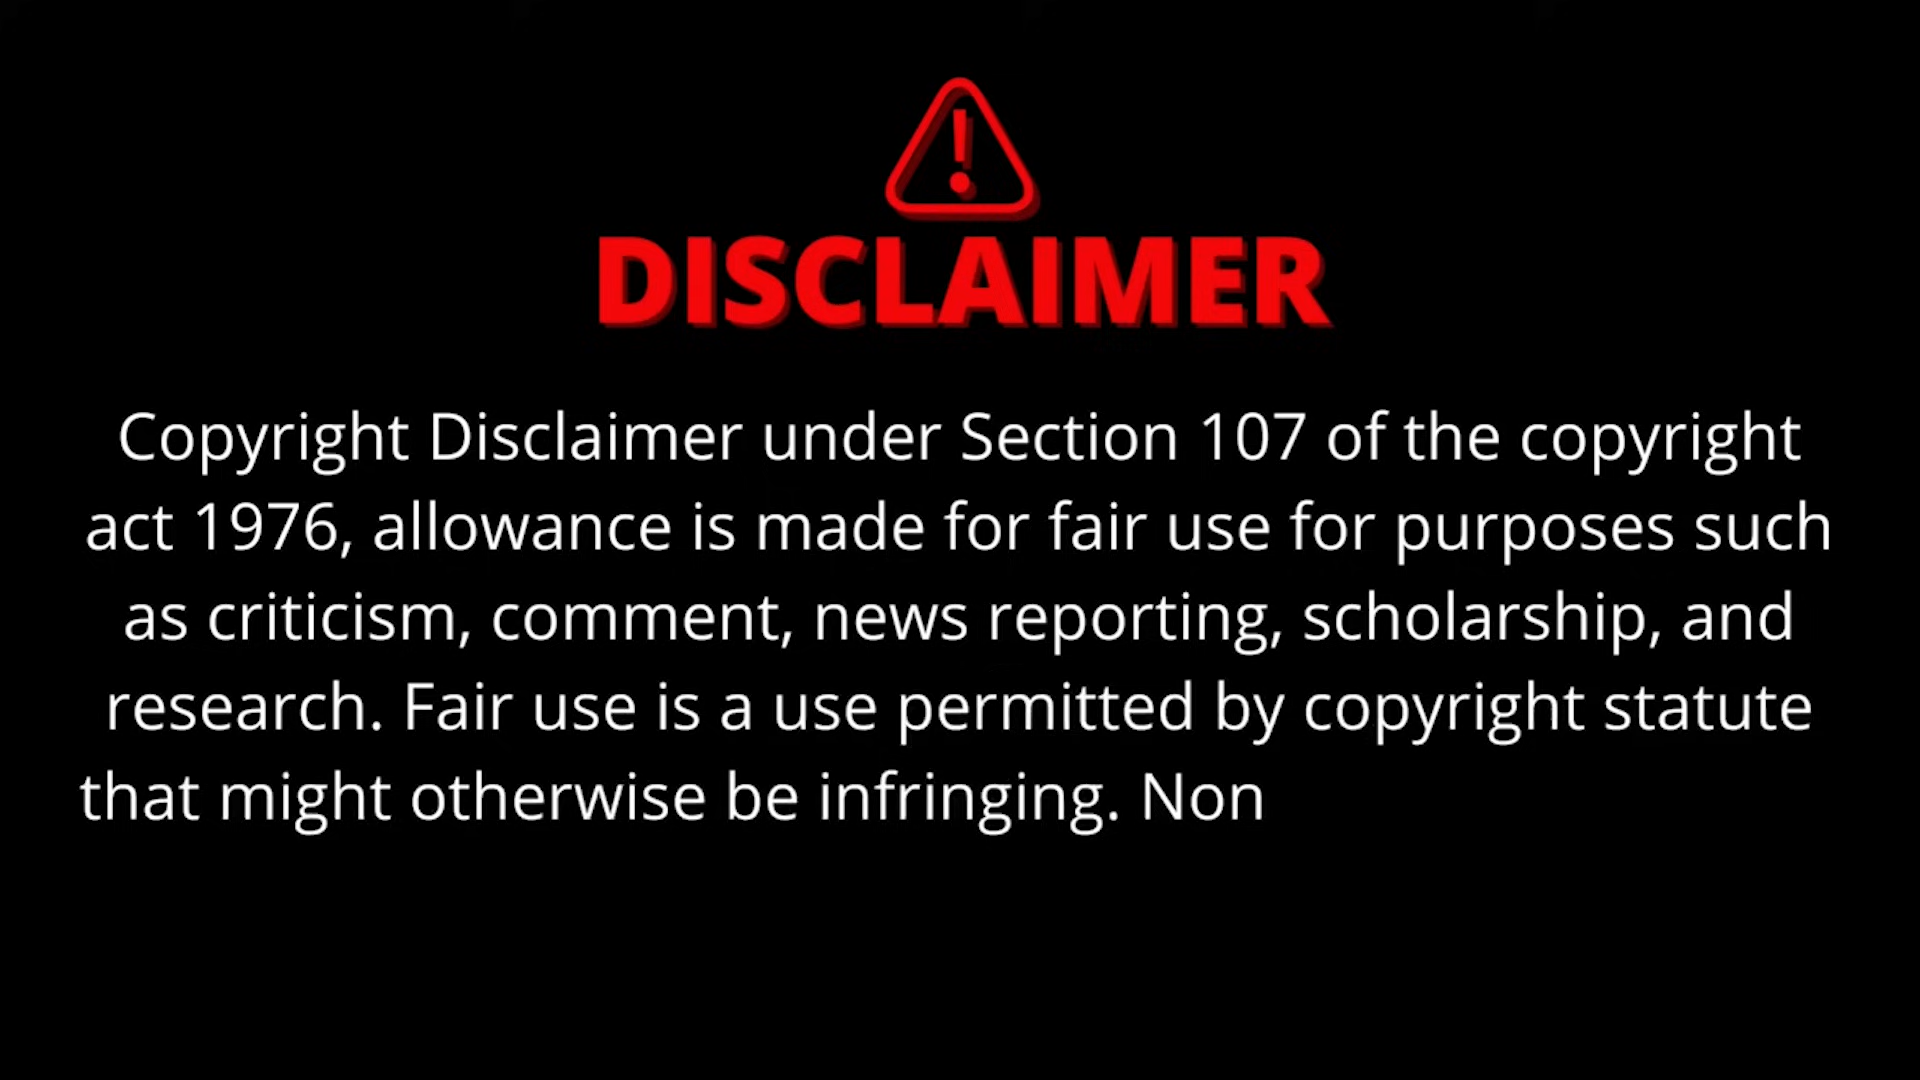 DISCLAIMER
Copyright Disclaimer under Section 107 of the copyright
act 1976, allowance is made for fair use for purposes such
as criticism, comment, news reporting, scholarship, and
research. Fair use is a use permitted by copyright statute
that might otherwise be infringing. Non